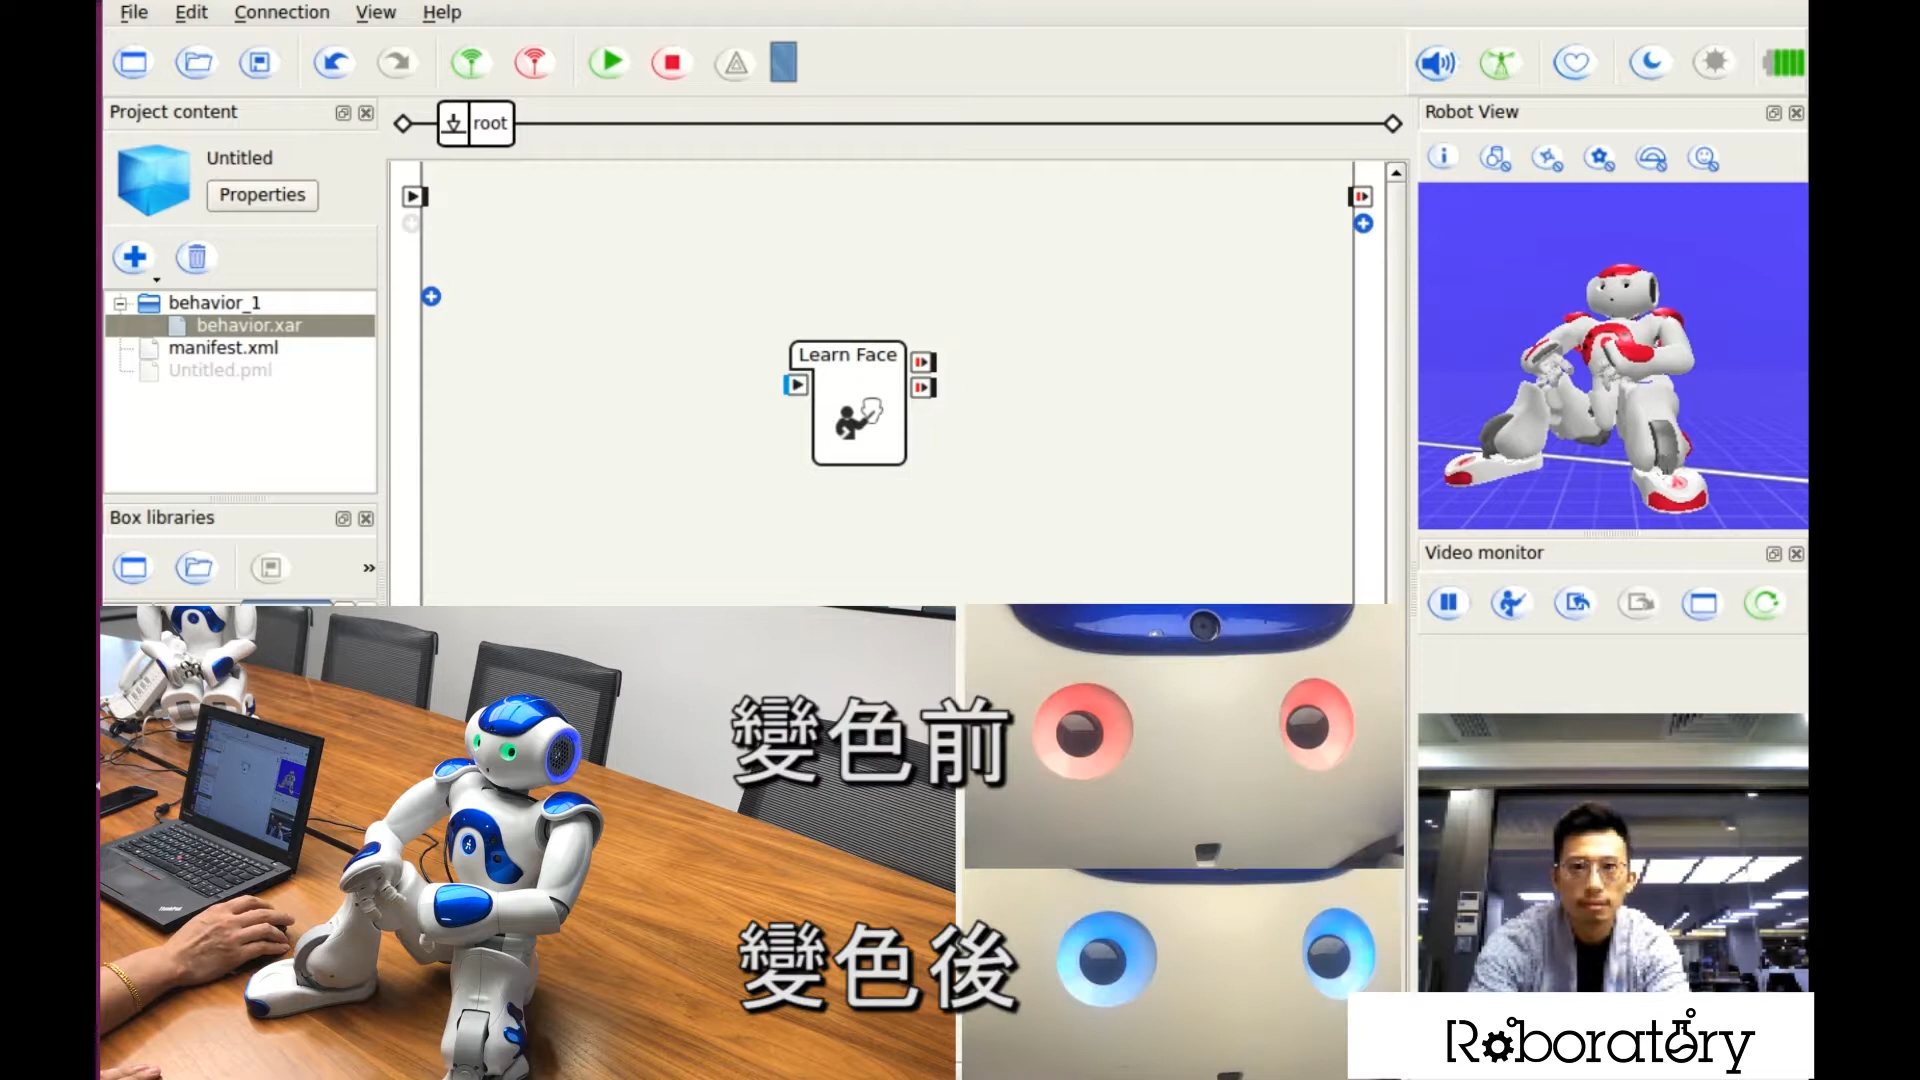 File Edit Connection View Help
Project content
root
Robot View
Untitled
Properties
behavior_1
behavior.xar
manifest.xml
Untitled.pml
Learn Face
Box libraries
»
Video monitor
變色前
變色後
ThinkPad
Roboratory